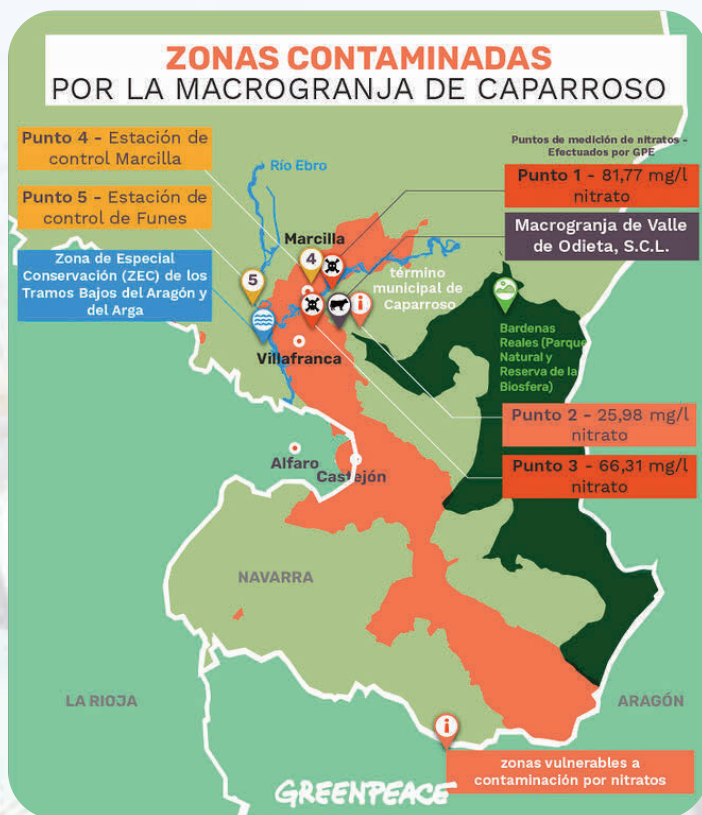 ZONAS CONTAMINADAS
POR LA MACROGRANJA DE CAPARROSO
Punto 4 - Estación de
control Marcilla
Punto 5 - Estación de
control de Funes
Zona de Especial
Conservación (ZEC) de los
Tramos Bajos del Aragón y
del Arga
Río Ebro
Puntos de medición de nitratos -
Efectuados por GPE
Punto 1 - 81,77 mg/l
nitrato
Macrogranja de Valle
de Odieta, S.C.L.
Marcilla
4
5
término
municipal de
Caparroso
Villafranca
Bardenas
Reales (Parque
Natural y
Reserva de la
Biosfera)
Punto 2 - 25,98 mg/l
nitrato
Punto 3 - 66,31 mg/l
nitrato
Alfaro
Castejón
NAVARRA
LA RIOJA
ARAGÓN
zonas vulnerables a
contaminación por nitratos
GREENPEACE